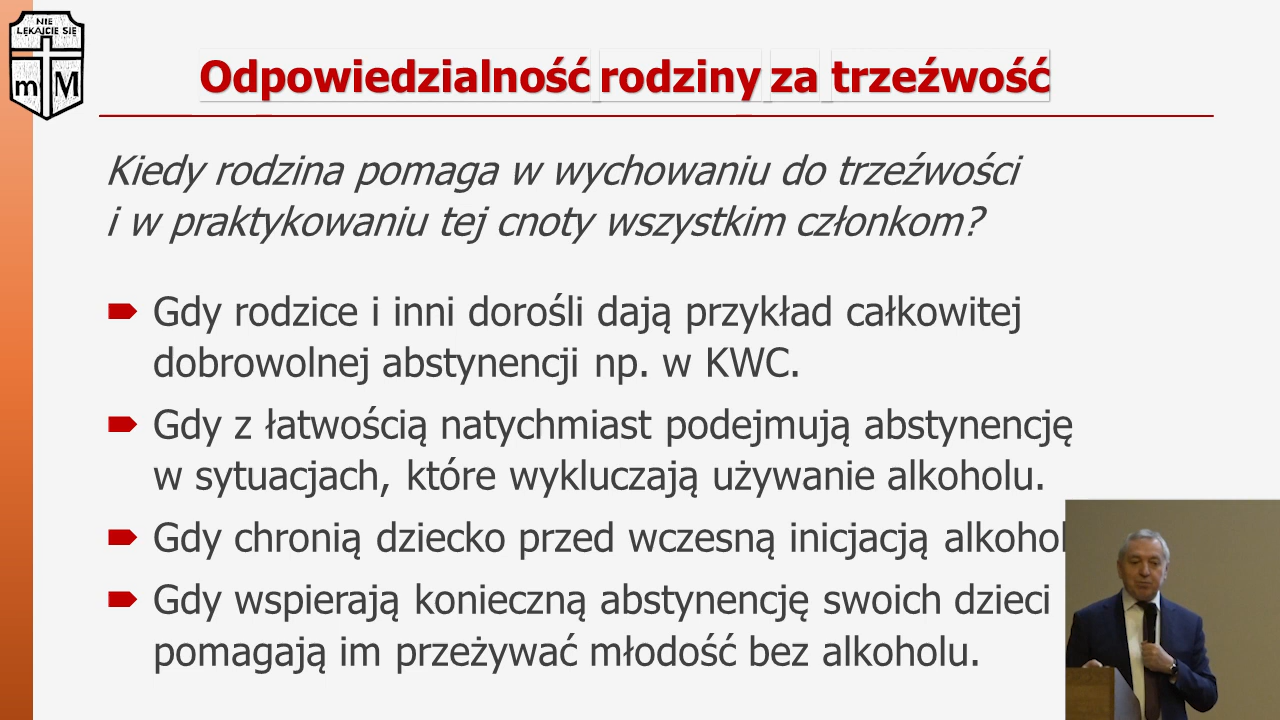 NIE
LĘKAJCIE SIĘ
m M
Odpowiedzialność rodziny za trzeźwość
Kiedy rodzina pomaga w wychowaniu do trzeźwości
i w praktykowaniu tej cnoty wszystkim członkom?
Gdy rodzice i inni dorośli dają przykład całkowitej
dobrowolnej abstynencji np. w KWC.
Gdy z łatwością natychmiast podejmują abstynencję
w sytuacjach, które wykluczają używanie alkoholu.
Gdy chronią dziecko przed wczesną inicjacją
Gdy wspierają konieczną abstynencję swoich dzieci
pomagają im przeżywać młodość bez alkoholu.